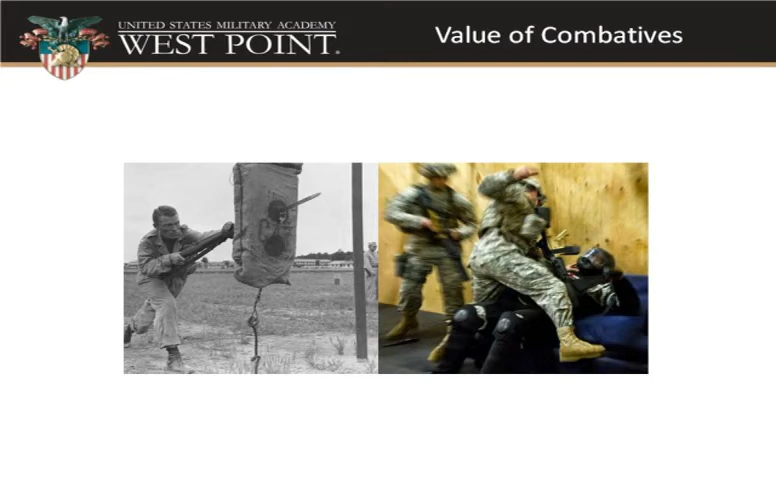 UNITED STATES MILITARY ACADEMY
WEST POINT.
Value of Combatives